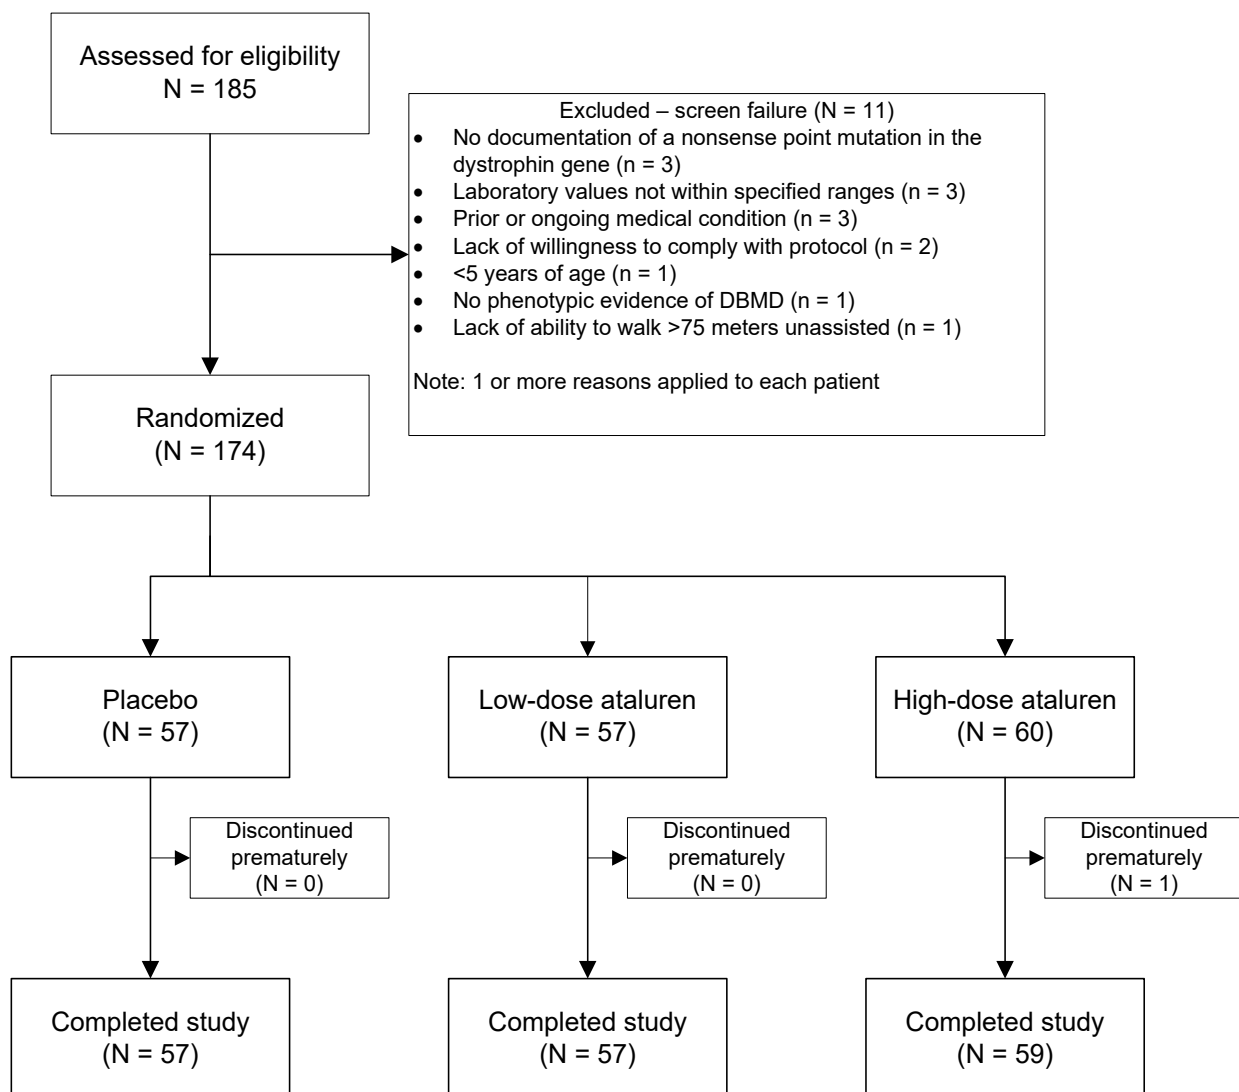 Assessed for eligibility
N = 185
Excluded – screen failure (N = 11)
• No documentation of a nonsense point mutation in the
dystrophin gene (n = 3)
• Laboratory values not within specified ranges (n = 3)
• Prior or ongoing medical condition (n = 3)
• Lack of willingness to comply with protocol (n = 2)
• <5 years of age (n = 1)
• No phenotypic evidence of DBMD (n = 1)
• Lack of ability to walk >75 meters unassisted (n = 1)
Note: 1 or more reasons applied to each patient
Randomized
(N = 174)
Placebo
(N = 57)
Low-dose ataluren
(N = 57)
High-dose ataluren
(N = 60)
Discontinued
prematurely
(N = 0)
Discontinued
prematurely
(N = 0)
Discontinued
prematurely
(N = 1)
Completed study
(N = 57)
Completed study
(N = 57)
Completed study
(N = 59)